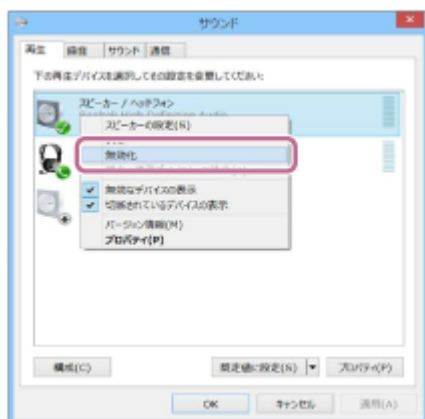 サウンド
再生 録音 サウンド 通信
下の再生デバイスを選択してその設定を変更してください:
スピーカー / ヘッドフォン
Realtek High Definition Audio
スピーカーの設定(S)
無効化
無効なデバイスの表示
切断されているデバイスの表示
バージョン情報(M)
プロパティ(P)
構成(C) 既定値に設定(S) プロパティ(P)
OK キャンセル 適用(A)